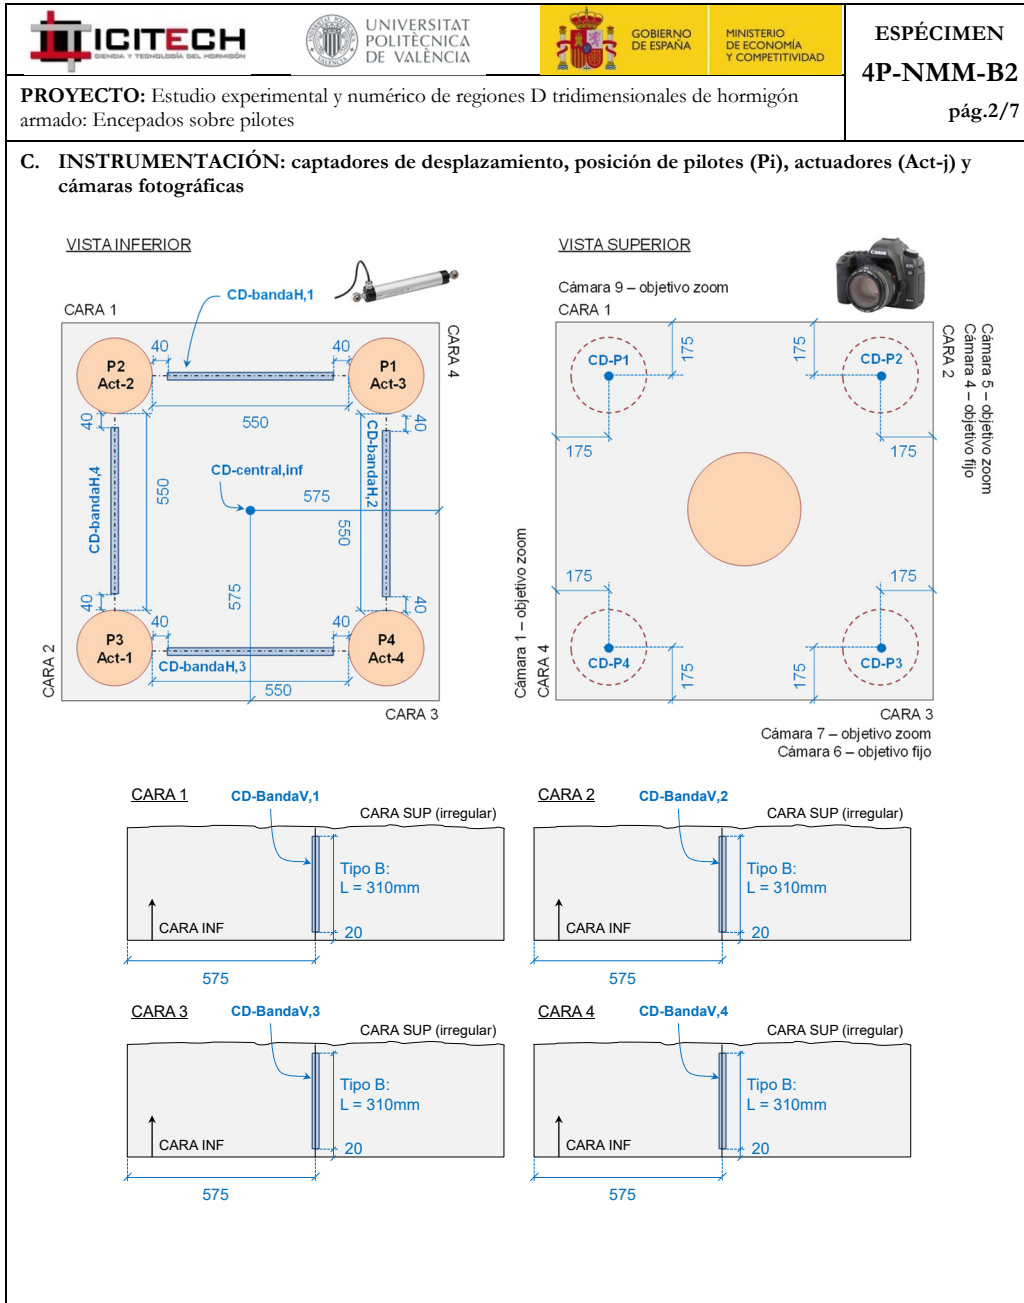 ICITECH
CIENCIA Y TECNOLOGÍA DEL HORMIGÓN
UNIVERSITAT
POLITÈCNICA
DE VALÈNCIA
GOBIERNO
DE ESPAÑA
MINISTERIO
DE ECONOMÍA
Y COMPETITIVIDAD
ESPÉCIMEN
4P-NMM-B2
pág.2/7
PROYECTO: Estudio experimental y numérico de regiones D tridimensionales de hormigón
armado: Encepados sobre pilotes
C. INSTRUMENTACIÓN: captadores de desplazamiento, posición de pilotes (Pi), actuadores (Act-j) y
cámaras fotográficas
VISTA INFERIOR
CD-bandaH,1
CARA 1
CARA 4
40
40
P2
Act-2
P1
Act-3
550
40
40
CD-bandaH,4
550
CD-central,inf
575
CD-bandaH,2
550
575
40
40
P3
Act-1
40
40
P4
Act-4
CD-bandaH,3
550
CARA 2
CARA 3
VISTA SUPERIOR
Canon
Cámara 9 – objetivo zoom
CARA 1
CARA 2
Cámara 4 – objetivo fijo
Cámara 5 – objetivo zoom
CD-P1
175
175
CD-P2
175
175
Cámara 1 – objetivo zoom
CARA 4
175
175
CD-P4
175
175
CD-P3
CARA 3
Cámara 7 – objetivo zoom
Cámara 6 – objetivo fijo
CARA 1
CD-BandaV,1
CARA SUP (irregular)
Tipo B:
L = 310mm
CARA INF
20
575
CARA 2
CD-BandaV,2
CARA SUP (irregular)
Tipo B:
L = 310mm
CARA INF
20
575
CARA 3
CD-BandaV,3
CARA SUP (irregular)
Tipo B:
L = 310mm
CARA INF
20
575
CARA 4
CD-BandaV,4
CARA SUP (irregular)
Tipo B:
L = 310mm
CARA INF
20
575